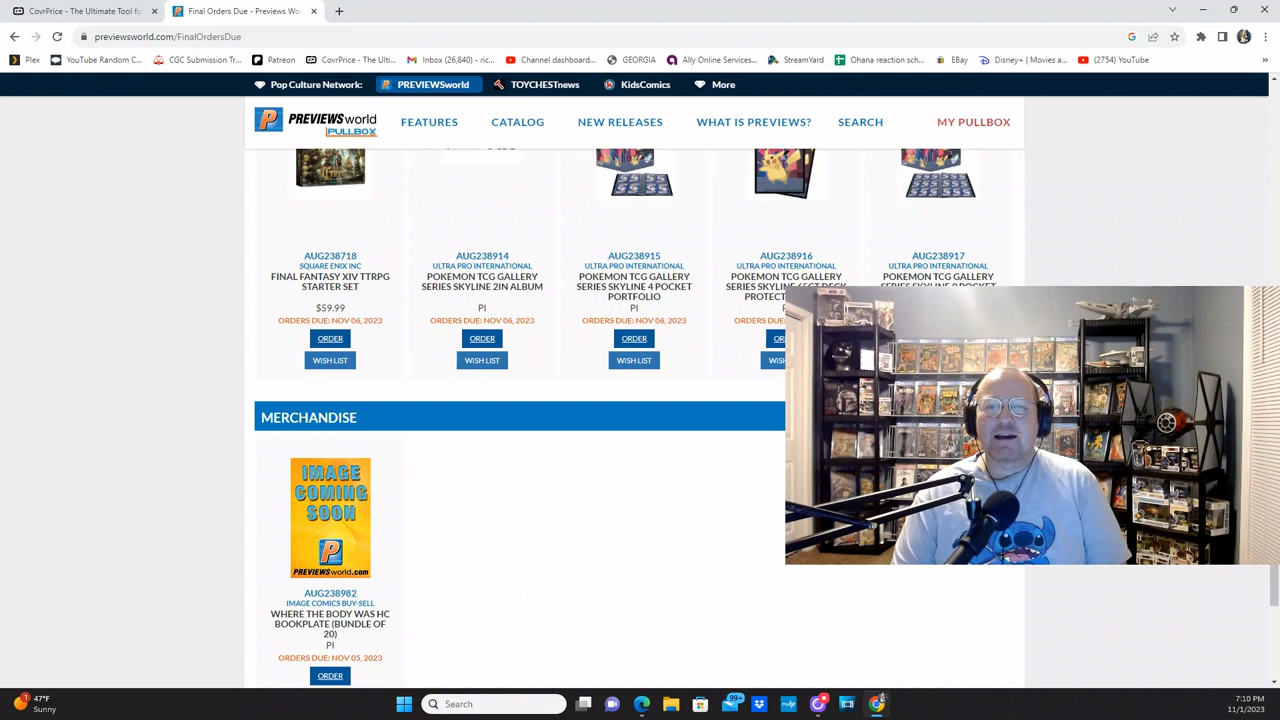 CovrPrice - The Ultimate Tool fo
Final Orders Due - Previews Wo
previewsworld.com/FinalOrdersDue
Plex
YouTube Random C...
CGC Submission Tr...
Patreon
CovrPrice - The Ulti...
Inbox (26,840) - ric...
Channel dashboard...
GEORGIA
Ally Online Services...
StreamYard
Ohana reaction sch...
EBay
Disney+ | Movies an...
(2754) YouTube
Pop Culture Network:
PREVIEWSworld
TOYCHESTnews
KidsComics
More
PREVIEWSworld
PULLBOX
FEATURES
CATALOG
NEW RELEASES
WHAT IS PREVIEWS?
SEARCH
MY PULLBOX
AUG238718
SQUARE ENIX INC
FINAL FANTASY XIV TTRPG
STARTER SET
$59.99
ORDERS DUE: NOV 06, 2023
ORDER
WISH LIST
AUG238914
ULTRA PRO INTERNATIONAL
POKEMON TCG GALLERY
SERIES SKYLINE 2IN ALBUM
PI
ORDERS DUE: NOV 06, 2023
ORDER
WISH LIST
AUG238915
ULTRA PRO INTERNATIONAL
POKEMON TCG GALLERY
SERIES SKYLINE 4 POCKET
PORTFOLIO
PI
ORDERS DUE: NOV 06, 2023
ORDER
WISH LIST
AUG238916
ULTRA PRO INTERNATIONAL
POKEMON TCG GALLERY
SERIES SKYLINE
PROTECT
ORDERS DUE:
AUG238917
ULTRA PRO INTERNATIONAL
POKEMON TCG GALLERY
MERCHANDISE
IMAGE
COMING
SOON
PREVIEWSworld.com
AUG238982
IMAGE COMICS BUY-SELL
WHERE THE BODY WAS HC
BOOKPLATE (BUNDLE OF
20)
PI
ORDERS DUE: NOV 05, 2023
ORDER
47°F
Sunny
Search
99+
7:10 PM
11/1/2023